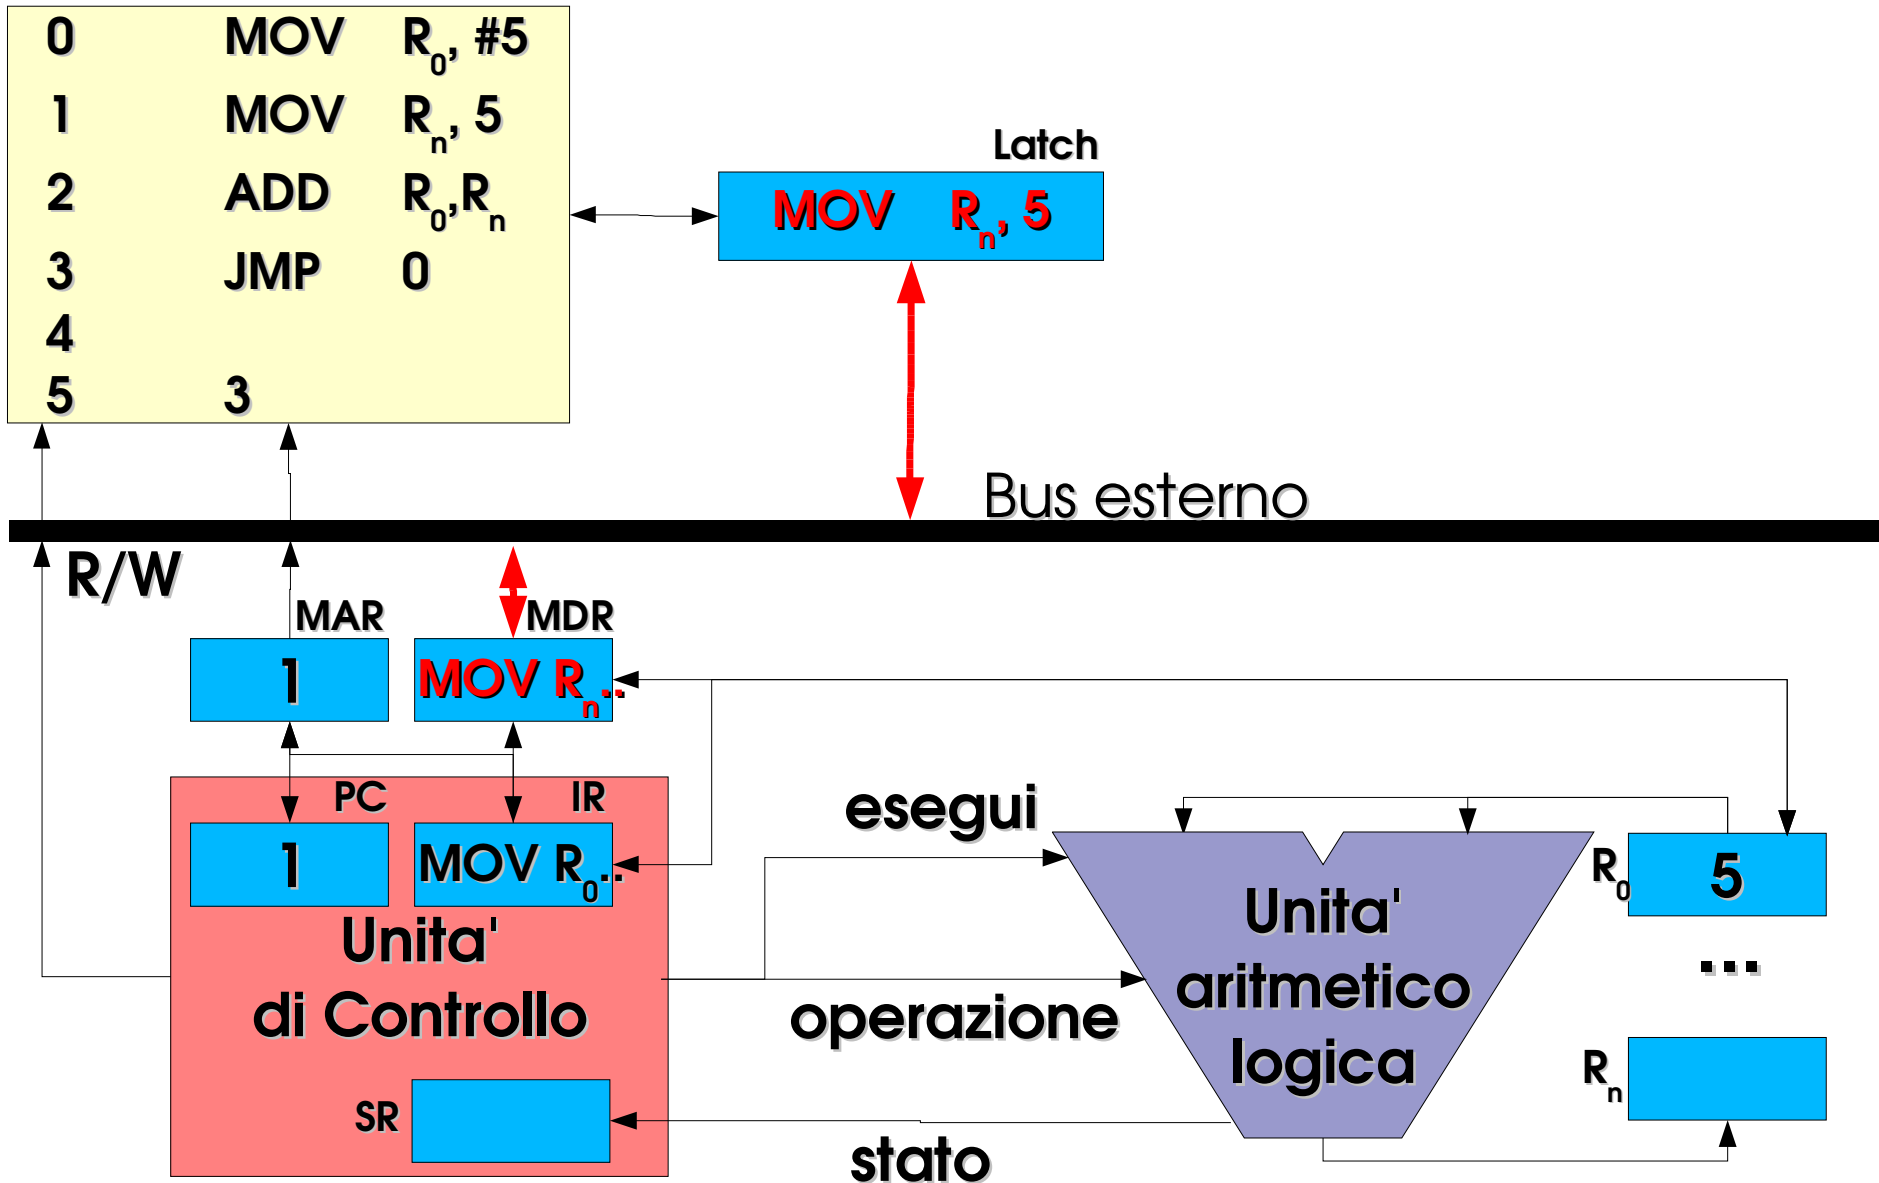 0 MOV R0, #5
1 MOV Rn, 5
2 ADD R0,Rn
3 JMP 0
4
5 3
Latch
MOV Rn, 5
Bus esterno
R/W
MAR
MDR
1
MOV Rn..
PC
IR
1
MOV R0..
Unita'
di Controllo
SR
esegui
operazione
stato
Unita'
aritmetico
logica
R0
5
...
Rn